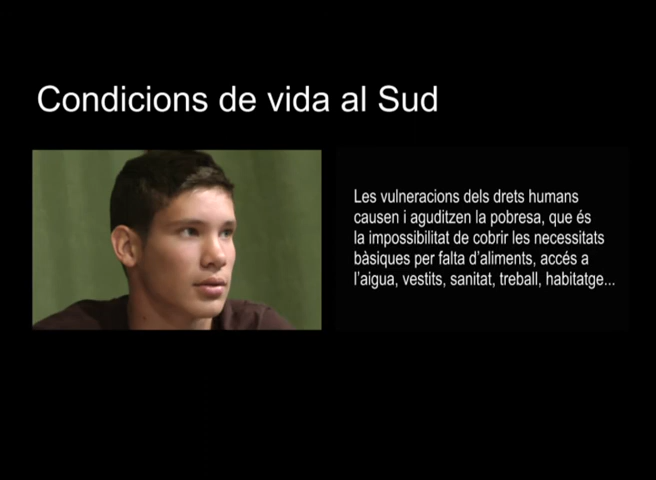 Condicions de vida al Sud
Les vulneracions dels drets humans
causen i aguditzen la pobresa, que és
la impossibilitat de cobrir les necessitats
bàsiques per falta d'aliments, accés a
l'aigua, vestits, sanitat, treball, habitatge...